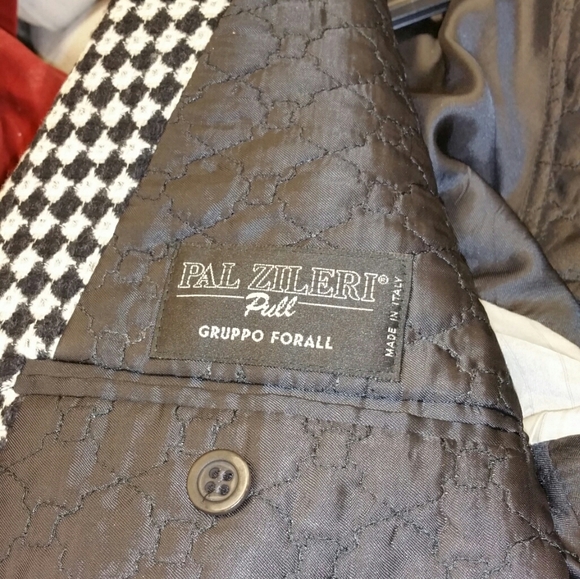 PAL ZILERI®
Pull
GRUPPO FORALL
MADE IN ITALY